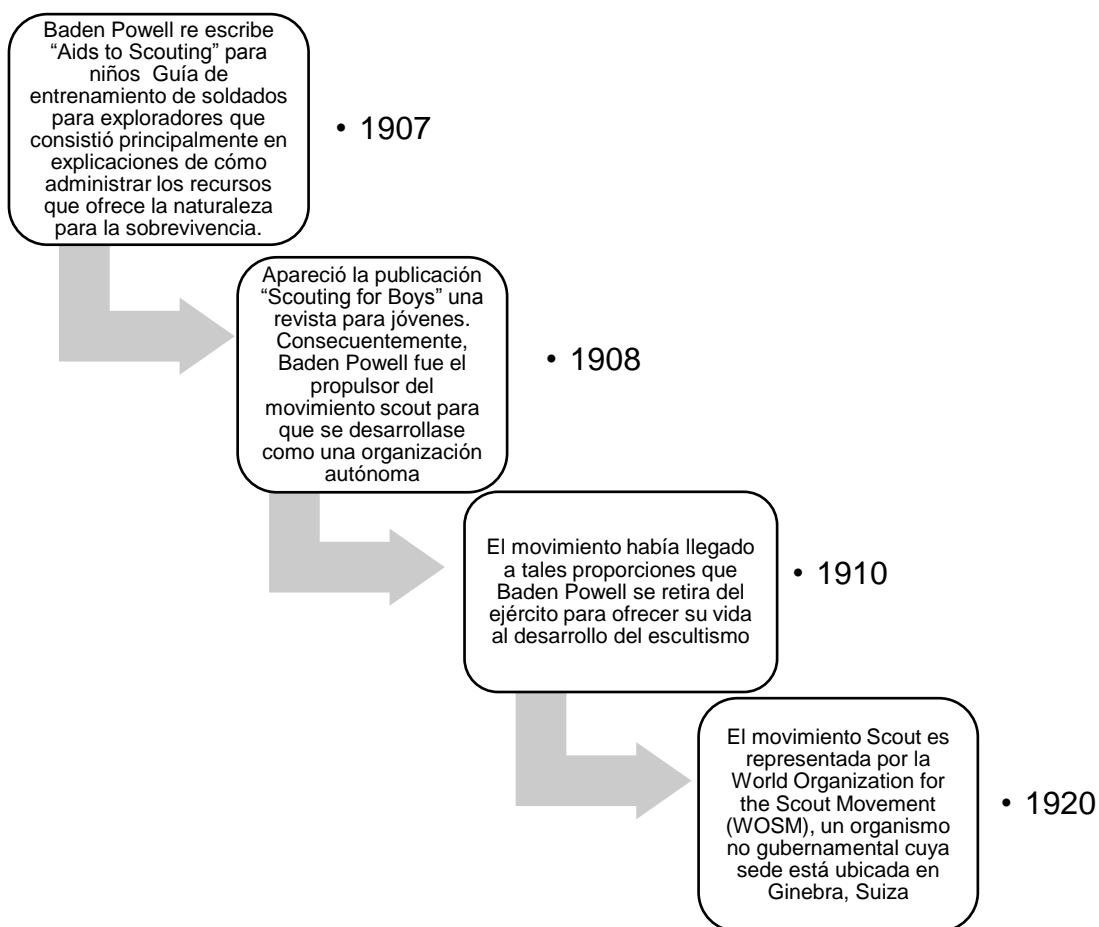 Baden Powell re escribe
“Aids to Scouting” para
niños Guía de
entrenamiento de soldados
para exploradores que
consistió principalmente en
explicaciones de cómo
administrar los recursos
que ofrece la naturaleza
para la sobrevivencia.
• 1907
Apareció la publicación
“Scouting for Boys” una
revista para jóvenes.
Consecuentemente,
Baden Powell fue el
propulsor del
movimiento scout para
que se desarrollase
como una organización
autónoma
• 1908
El movimiento había llegado
a tales proporciones que
Baden Powell se retira del
ejército para ofrecer su vida
al desarrollo del escultismo
• 1910
El movimiento Scout es
representada por la
World Organization for
the Scout Movement
(WOSM), un organismo
no gubernamental cuya
sede está ubicada en
Ginebra, Suiza
• 1920